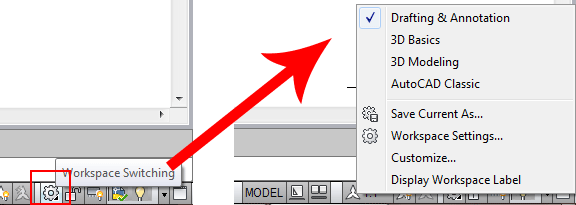 Workspace Switching
Drafting & Annotation
3D Basics
3D Modeling
AutoCAD Classic
Save Current As...
Workspace Settings...
Customize...
Display Workspace Label
MODEL